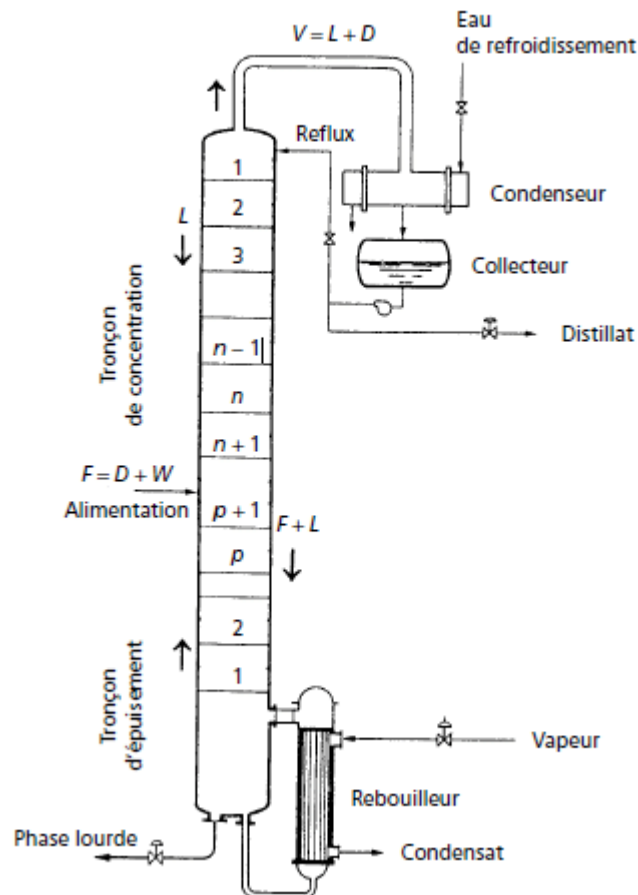 V = L + D
Eau
de refroidissement
Reflux
1
2
L
3
Condenseur
Collecteur
Tronçon
de concentration
n – 1
n
n + 1
Distillat
F = D + W
Alimentation
p + 1
F + L
p
2
1
Tronçon
d'épuisement
Vapeur
Rebouilleur
Phase lourde
Condensat